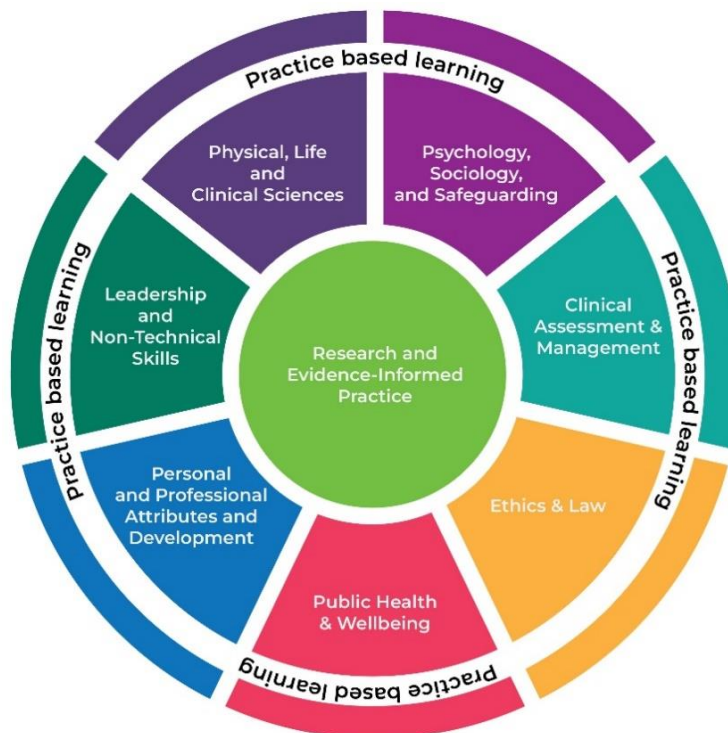 Practice based learning
Physical, Life
and
Clinical Sciences
Psychology,
Sociology,
and Safeguarding
Practice based learning
Leadership
and
Non-Technical
Skills
Clinical
Assessment &
Management
Practice based learning
Research and
Evidence-Informed
Practice
Personal
and Professional
Attributes and
Development
Ethics & Law
Public Health
& Wellbeing
Practice based learning